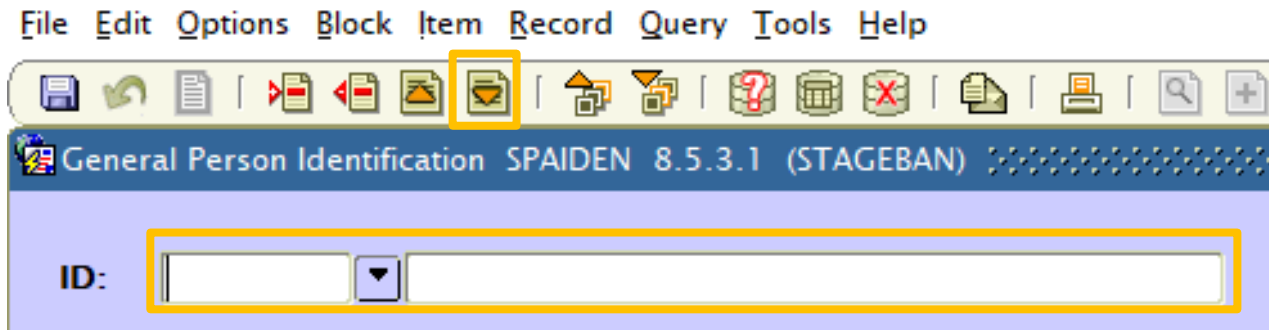 File Edit Options Block Item Record Query Tools Help
General Person Identification SPAIDEN 8.5.3.1 (STAGEBAN)
ID: